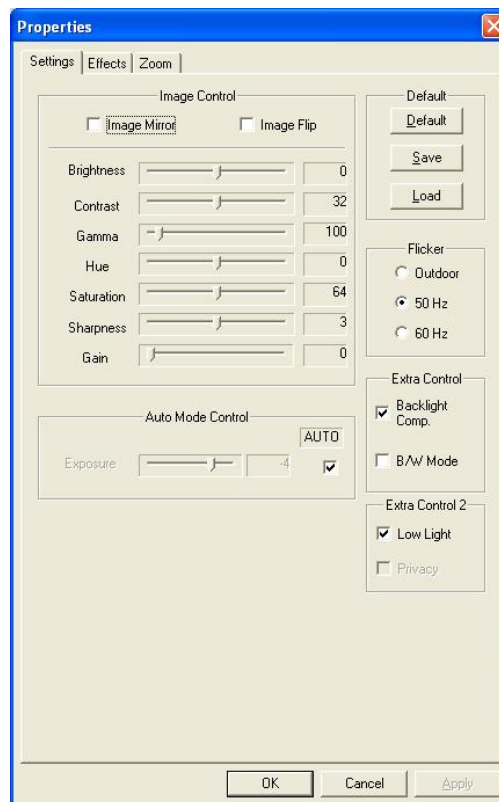 Properties
Settings Effects Zoom
Image Control
Image Mirror Image Flip
Brightness 0
Contrast 32
Gamma 100
Hue 0
Saturation 64
Sharpness 3
Gain 0
Auto Mode Control
AUTO
Exposure -4
Default
Default
Save
Load
Flicker
Outdoor
50 Hz
60 Hz
Extra Control
Backlight
Comp.
B/W Mode
Extra Control 2
Low Light
Privacy
OK Cancel Apply